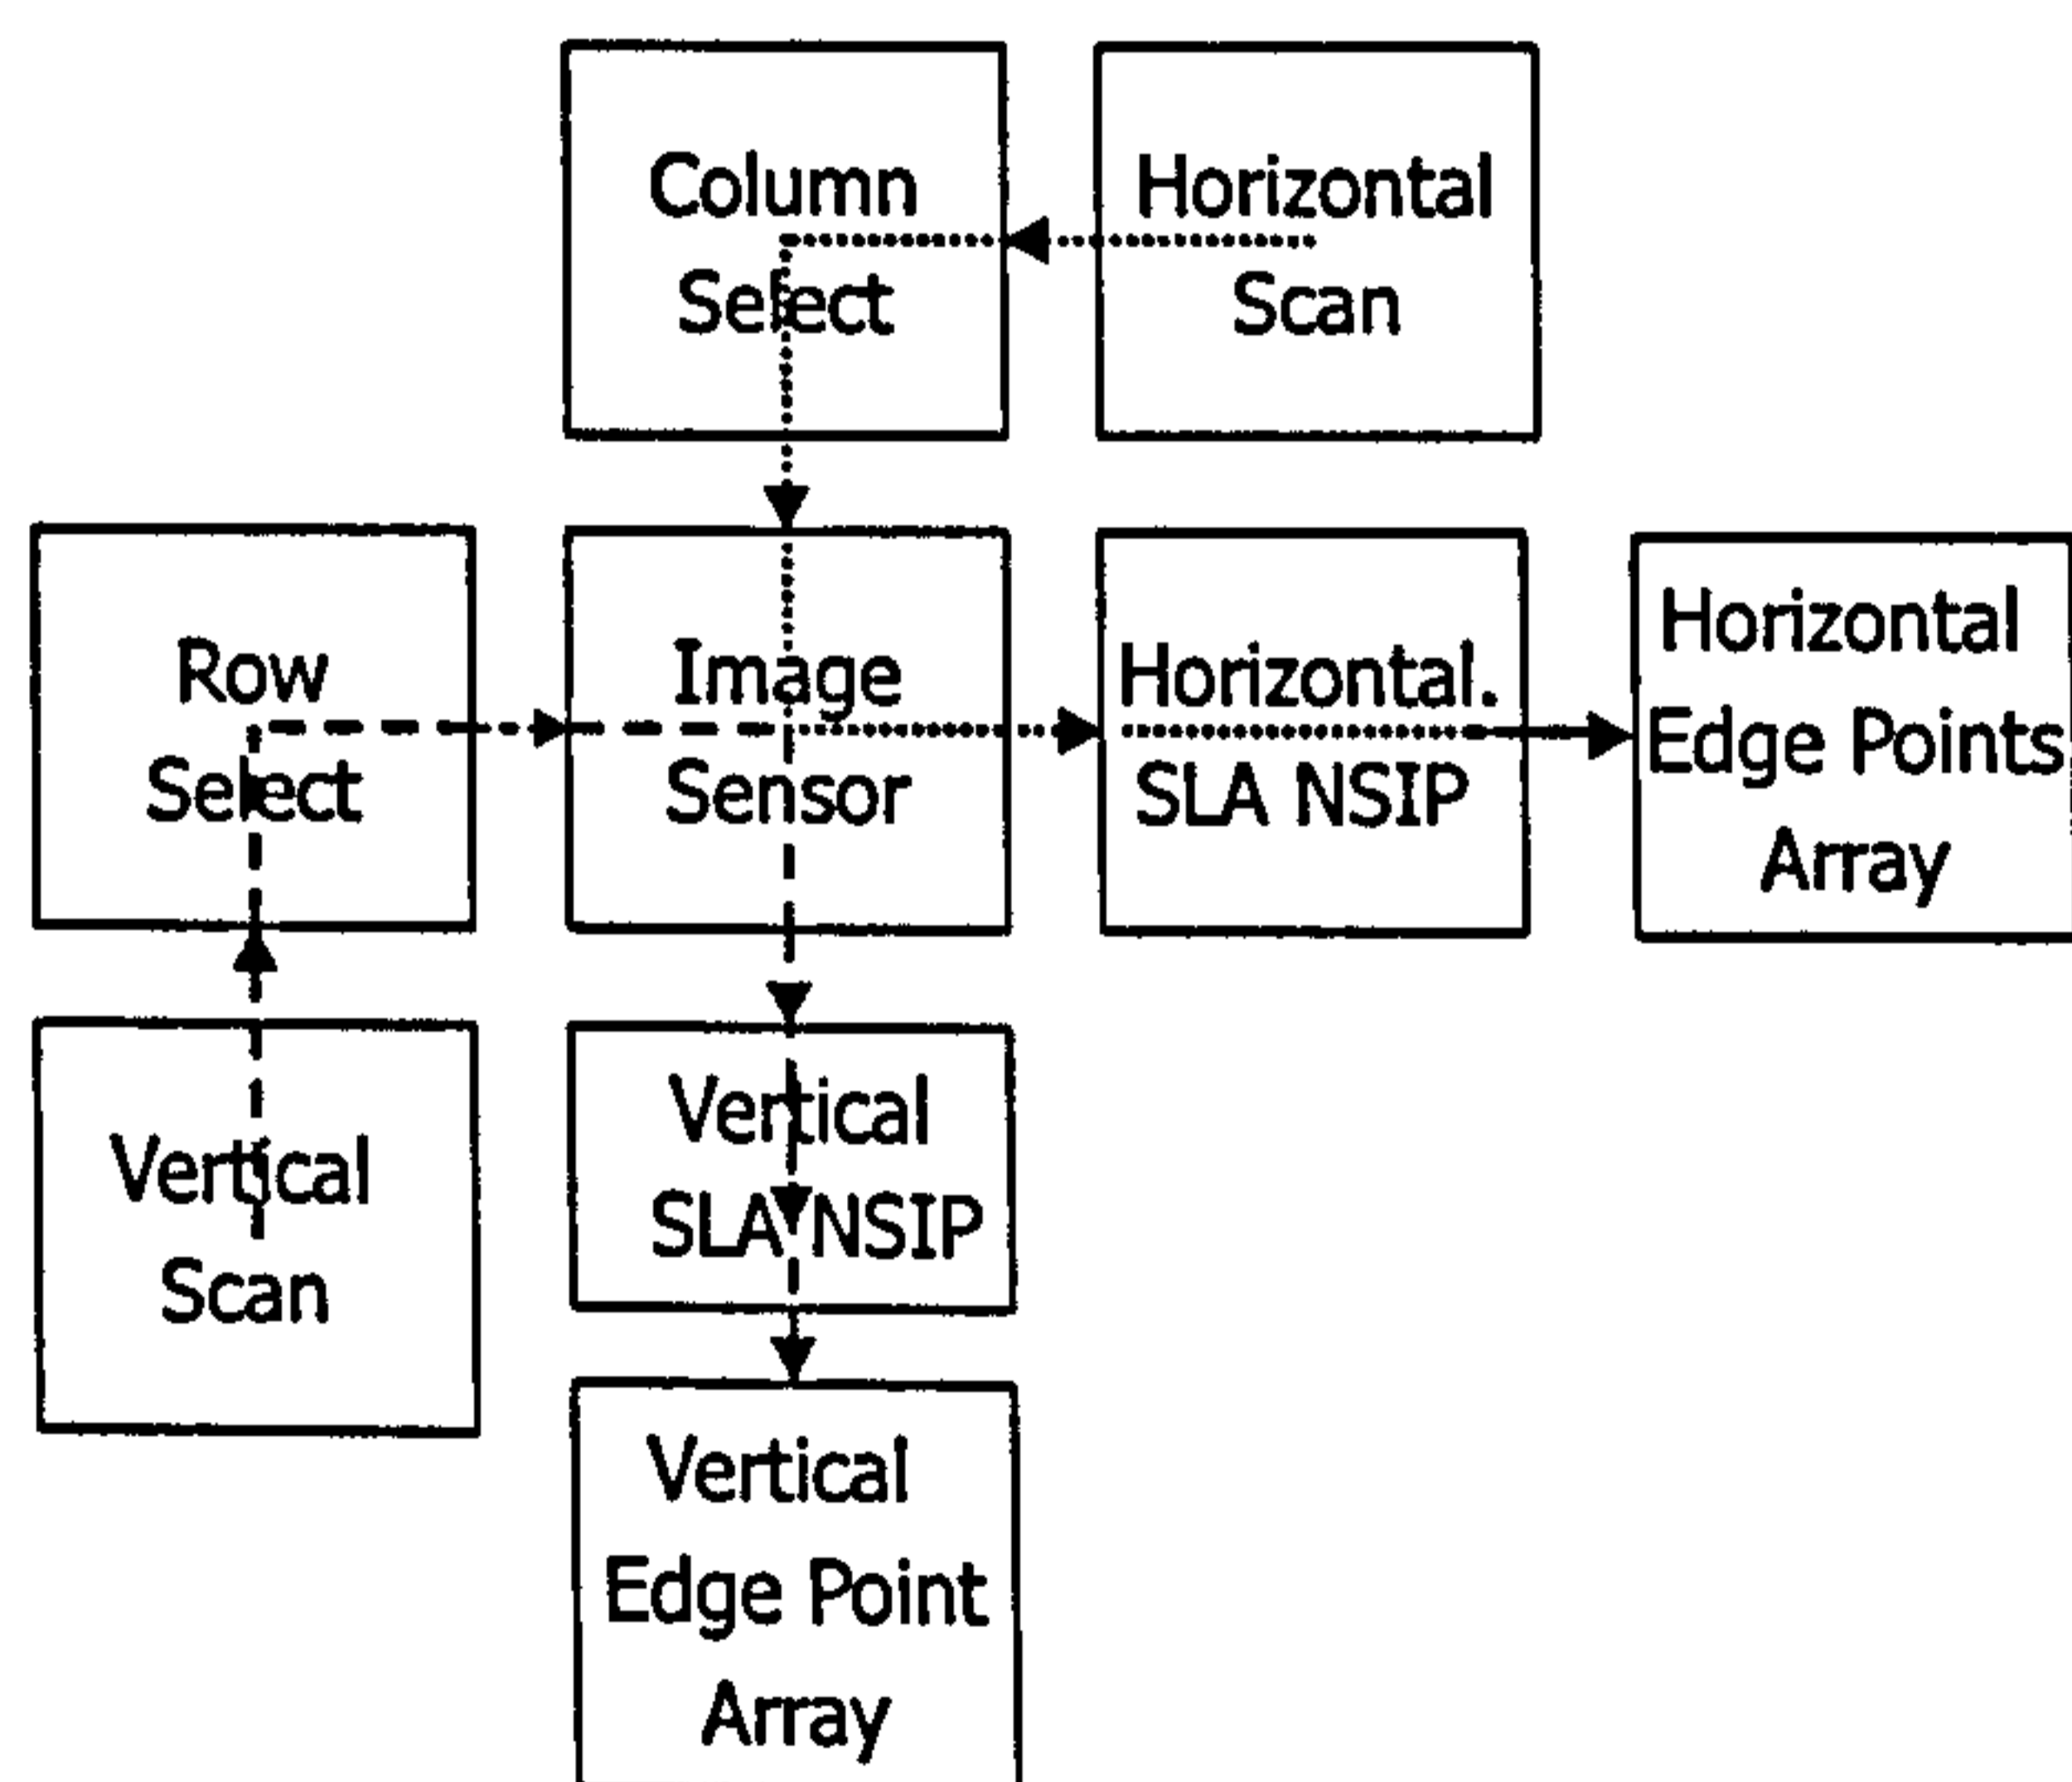 Column
Select
Horizontal
Scan
Row
Select
Image
Sensor
Horizontal.
SLA NSIP
Horizontal
Edge Points
Array
Vertical
Scan
Vertical
SLA NSIP
Vertical
Edge Point
Array